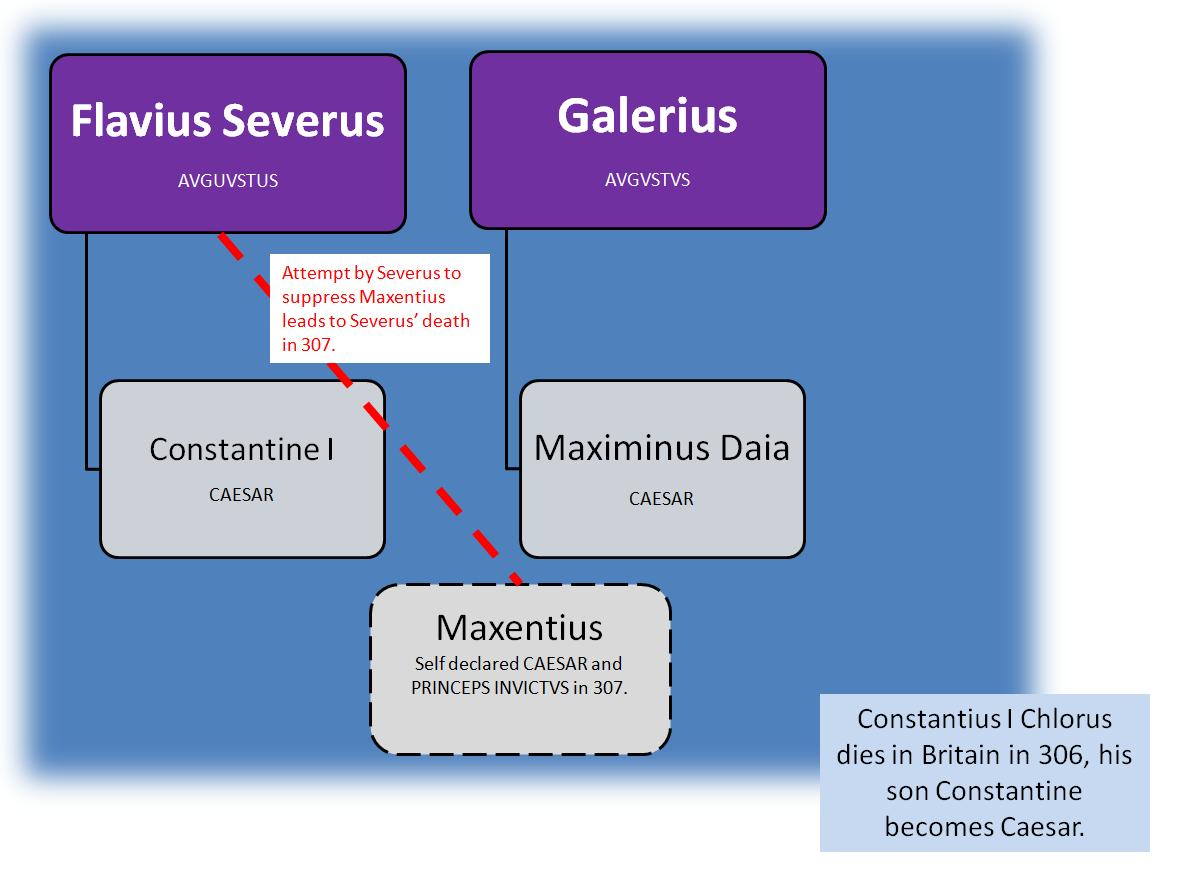 Flavius Severus
AVGUVSTUS
Galerius
AVGVSTVS
Attempt by Severus to
suppress Maxentius
leads to Severus’ death
in 307.
Constantine I
CAESAR
Maximinus Daia
CAESAR
Maxentius
Self declared CAESAR and
PRINCEPS INVICTVS in 307.
Constantius I Chlorus
dies in Britain in 306, his
son Constantine
becomes Caesar.